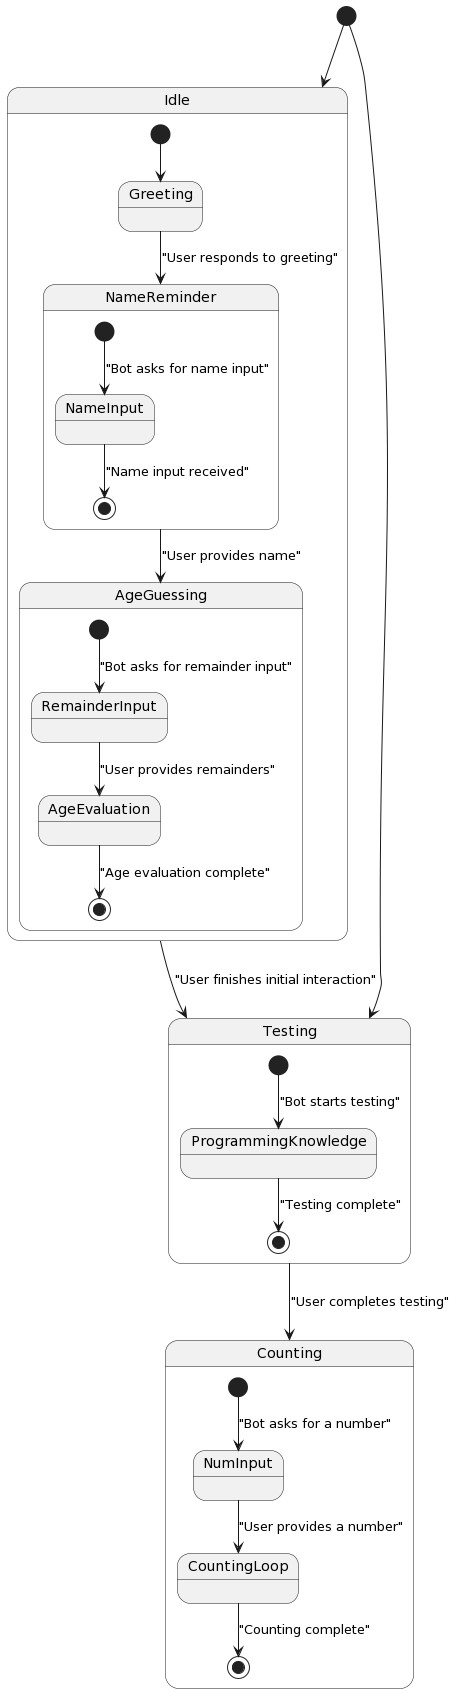 Idle
Greeting
"User responds to greeting"
NameReminder
"Bot asks for name input"
NameInput
"Name input received"
"User provides name"
AgeGuessing
"Bot asks for remainder input"
RemainderInput
"User provides remainders"
AgeEvaluation
"Age evaluation complete"
"User finishes initial interaction"
Testing
"Bot starts testing"
ProgrammingKnowledge
"Testing complete"
"User completes testing"
Counting
"Bot asks for a number"
NumInput
"User provides a number"
CountingLoop
"Counting complete"